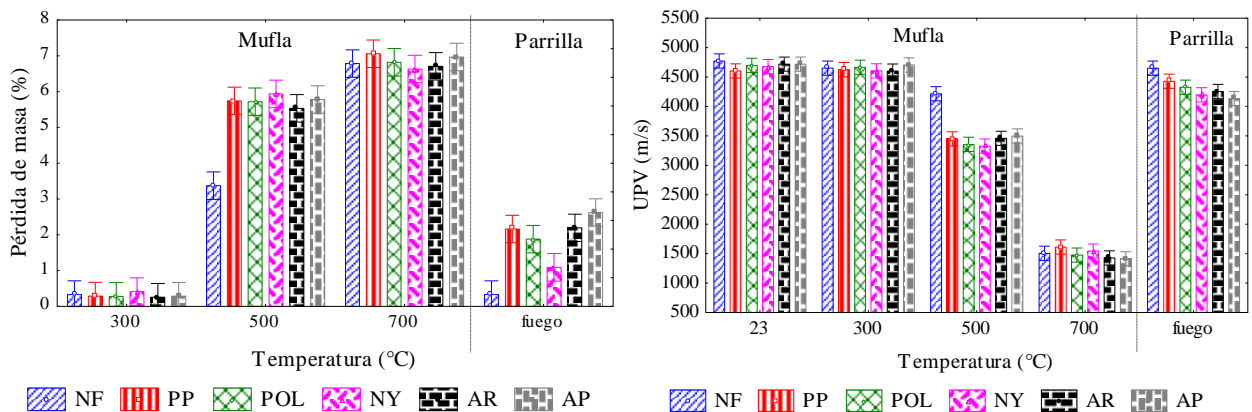 Mufla
Parrilla
Pérdida de masa (%)
8
7
6
5
4
3
2
1
0
300
500
700
fuego
Temperatura (°C)
NF
PP
POL
NY
AR
AP
Mufla
Parrilla
UPV (m/s)
5500
5000
4500
4000
3500
3000
2500
2000
1500
1000
500
23
300
500
700
fuego
Temperatura (°C)
NF
PP
POL
NY
AR
AP